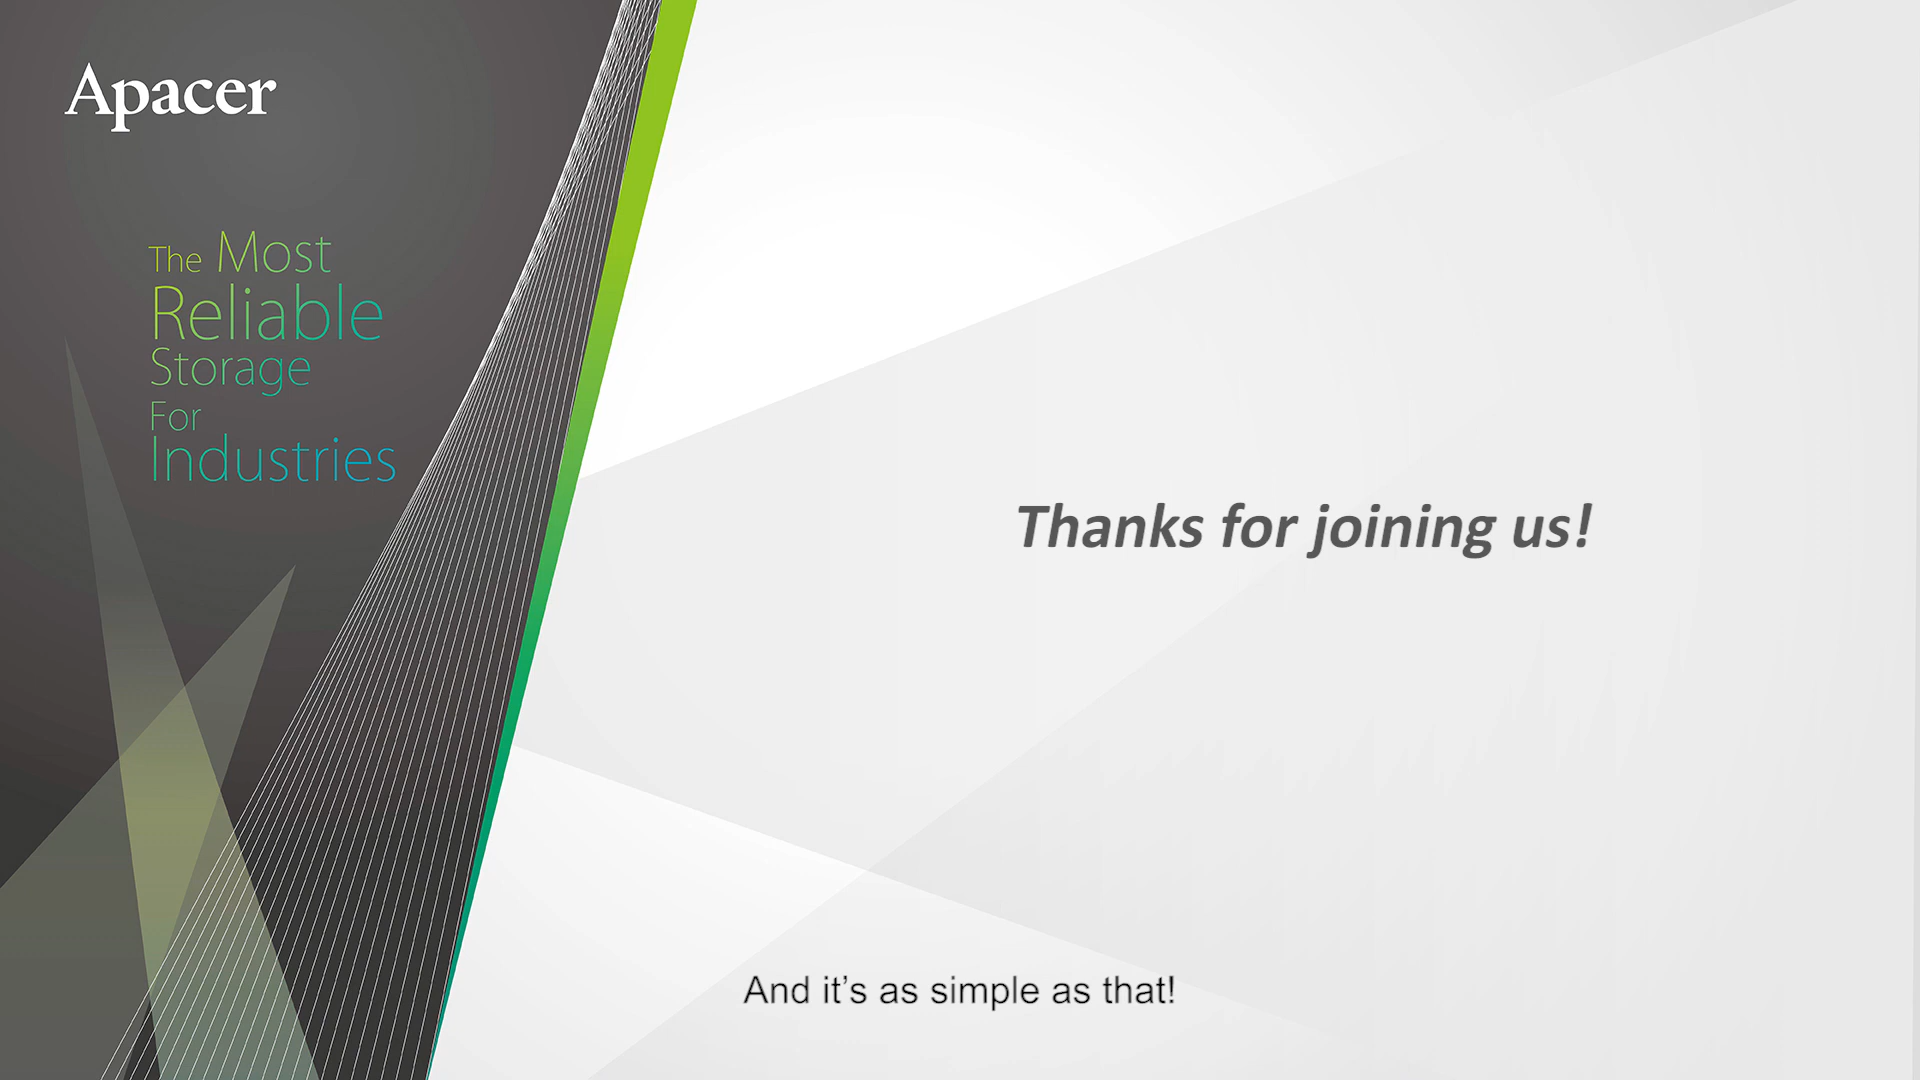 Apacer
The Most
Reliable
Storage
For
Industries
Thanks for joining us!
And it’s as simple as that!